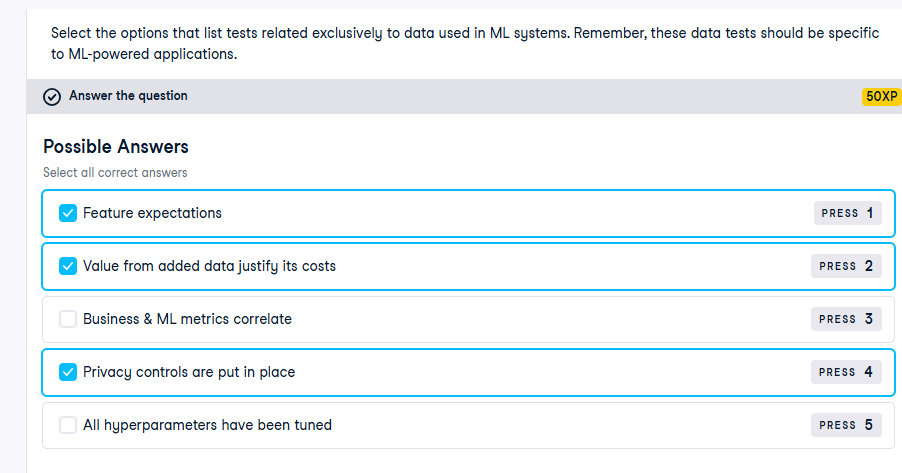 Select the options that list tests related exclusively to data used in ML systems. Remember, these data tests should be specific
to ML-powered applications.
Answer the question
50XP
Possible Answers
Select all correct answers
Feature expectations
PRESS 1
Value from added data justify its costs
PRESS 2
Business & ML metrics correlate
PRESS 3
Privacy controls are put in place
PRESS 4
All hyperparameters have been tuned
PRESS 5